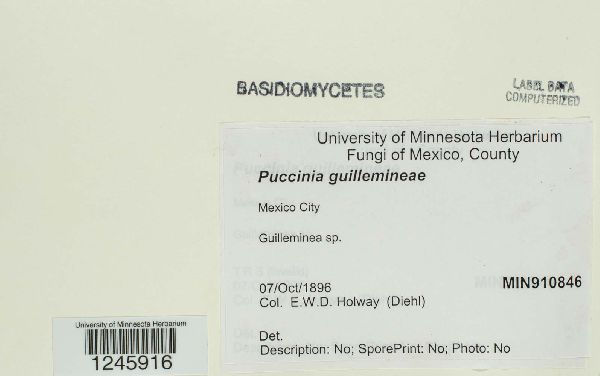 BASIDIOMYCETES
LABEL DATA
COMPUTERIZED
University of Minnesota Herbarium
Fungi of Mexico, County
Puccinia guillemineae
Mexico City
Guilleminea sp.
MIN910846
07/Oct/1896
Col. E.W.D. Holway (Diehl)
Det.
Description: No; SporePrint: No; Photo: No
University of Minnesota Herbarium
1245916